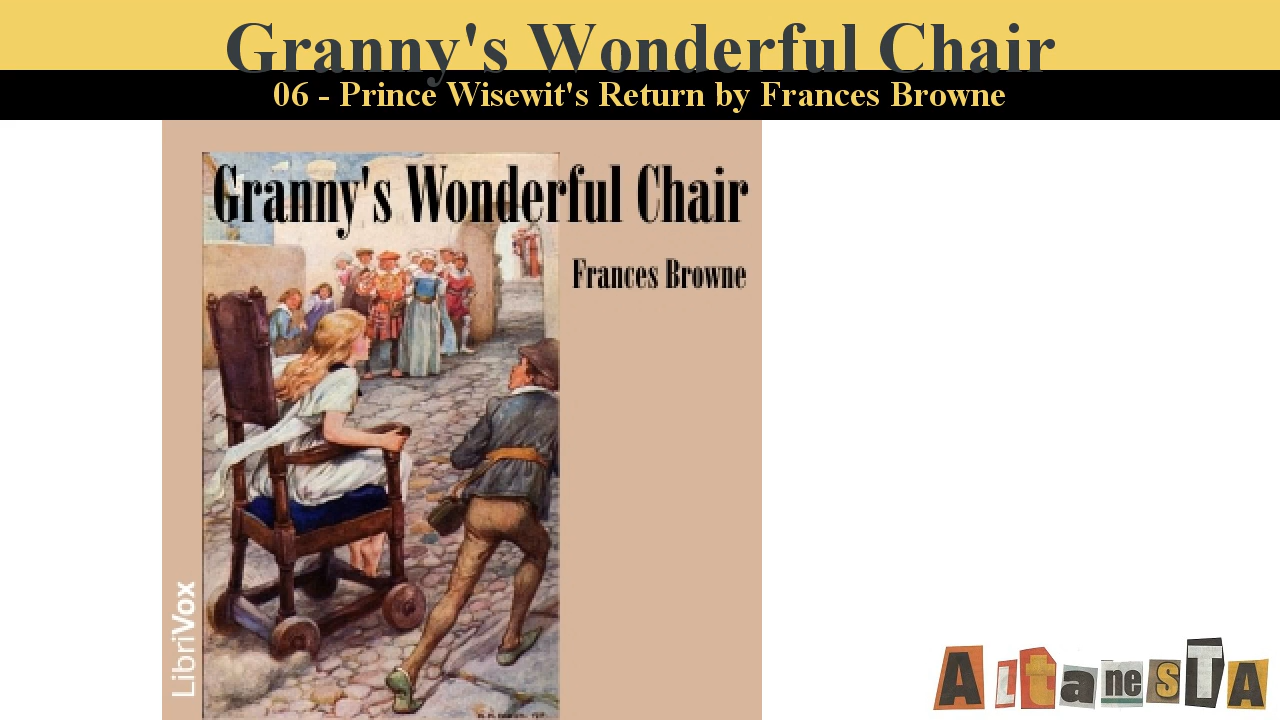 Granny's Wonderful Chair
06 - Prince Wisewit's Return by Frances Browne
Granny's Wonderful Chair
Frances Browne
LibriVox
AltanesTA